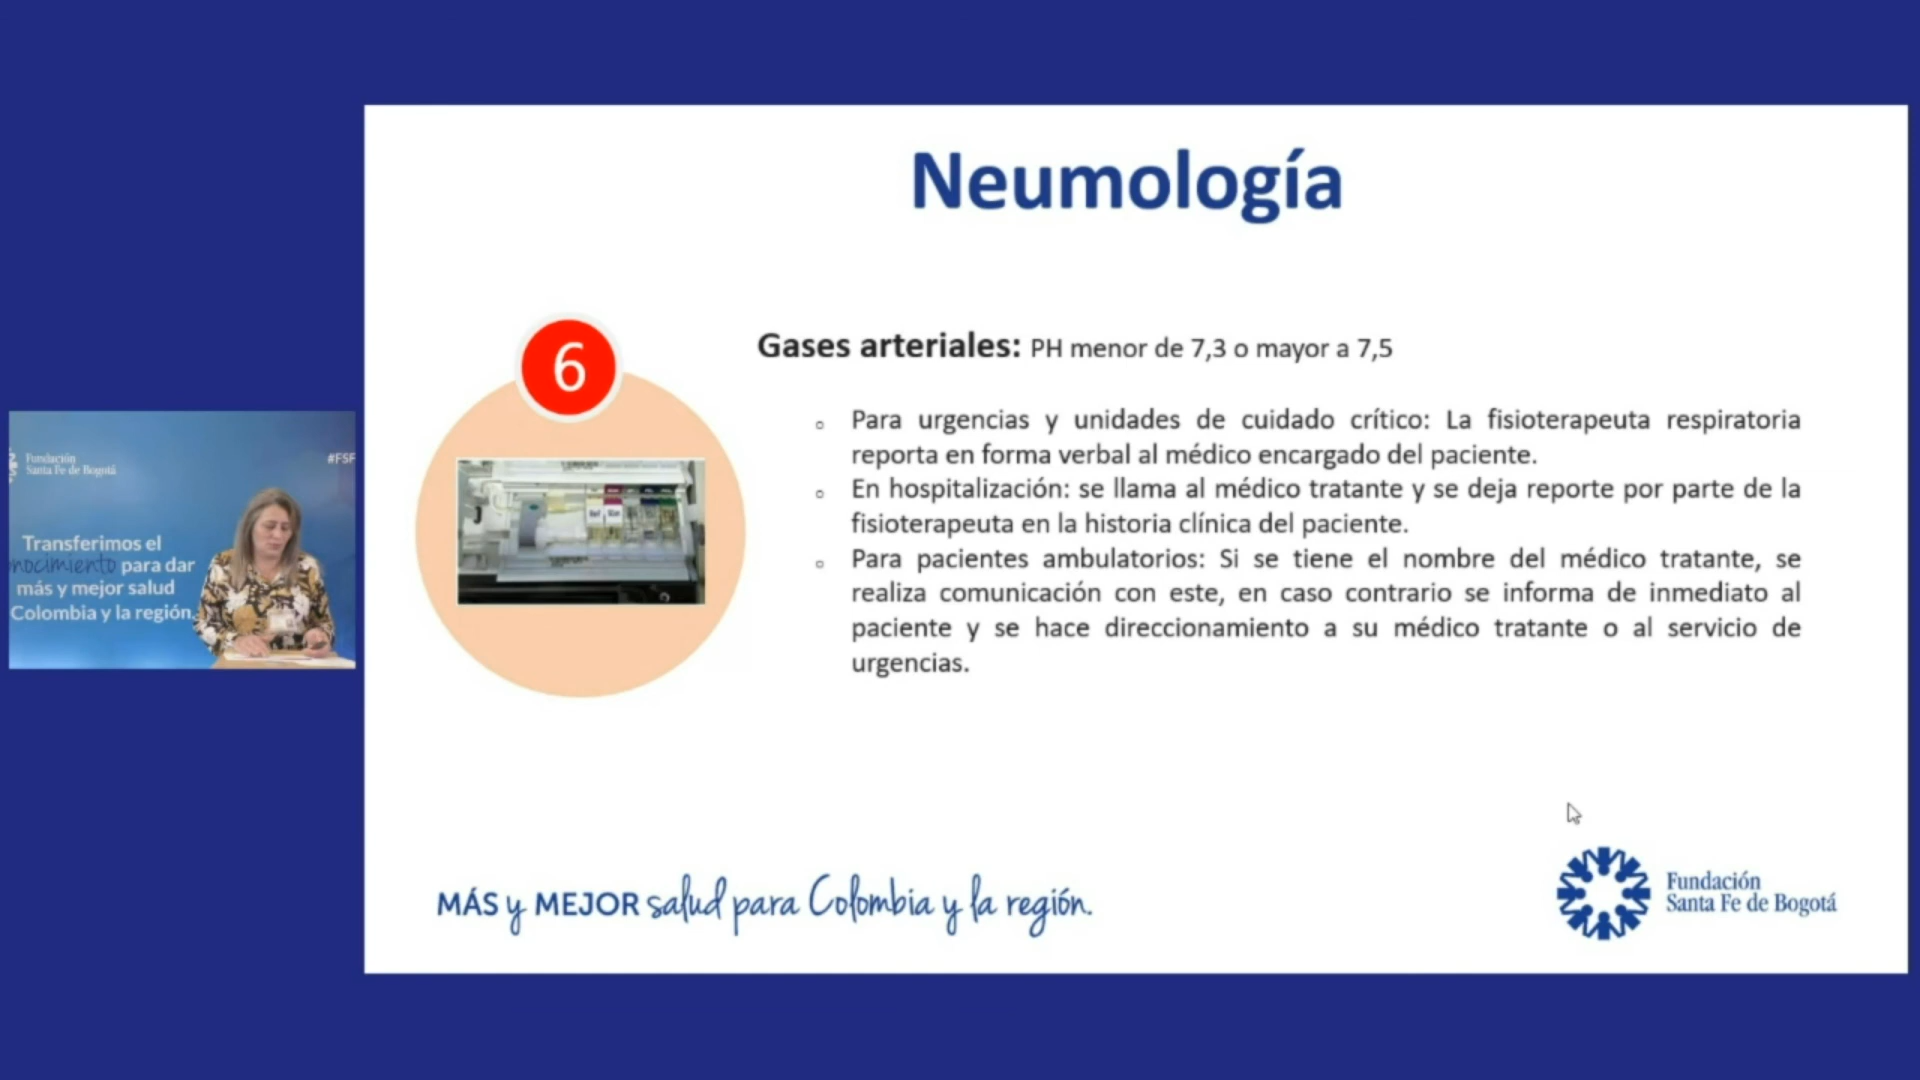 Neumología
6
Gases arteriales: PH menor de 7,3 o mayor a 7,5
Para urgencias y unidades de cuidado crítico: La fisioterapeuta respiratoria
reporta en forma verbal al médico encargado del paciente.
En hospitalización: se llama al médico tratante y se deja reporte por parte de la
fisioterapeuta en la historia clínica del paciente.
Para pacientes ambulatorios: Si se tiene el nombre del médico tratante, se
realiza comunicación con este, en caso contrario se informa de inmediato al
paciente y se hace direccionamiento a su médico tratante o al servicio de
urgencias.
Fundación
Santa Fe de Bogotá
#FSF
Transferimos el
nocimiento para dar
más y mejor salud
Colombia y la región.
MÁS y MEJOR salud para Colombia y la región.
Fundación
Santa Fe de Bogotá